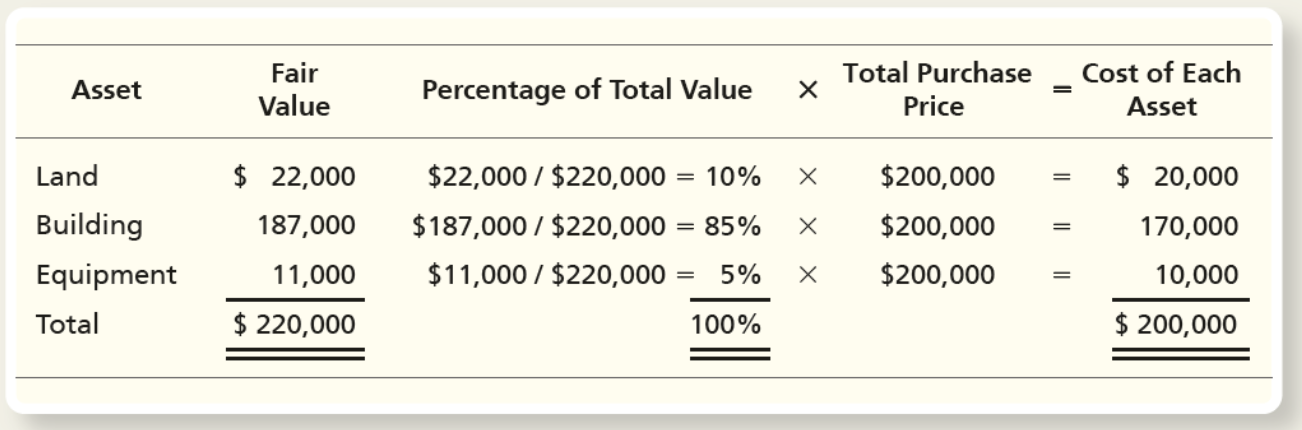 Asset Fair Value Percentage of Total Value × Total Purchase Price = Cost of Each Asset
Land $ 22,000 $22,000 / $220,000 = 10% × $200,000 = $ 20,000
Building 187,000 $187,000 / $220,000 = 85% × $200,000 = 170,000
Equipment 11,000 $11,000 / $220,000 = 5% × $200,000 = 10,000
Total $ 220,000 100% $ 200,000